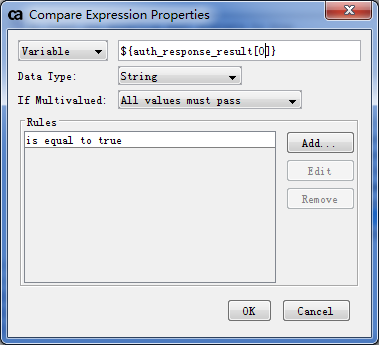 ca Compare Expression Properties
Variable ${auth_response_result[0]}
Data Type: String
If Multivalued: All values must pass
Rules
is equal to true
Add...
Edit
Remove
OK Cancel